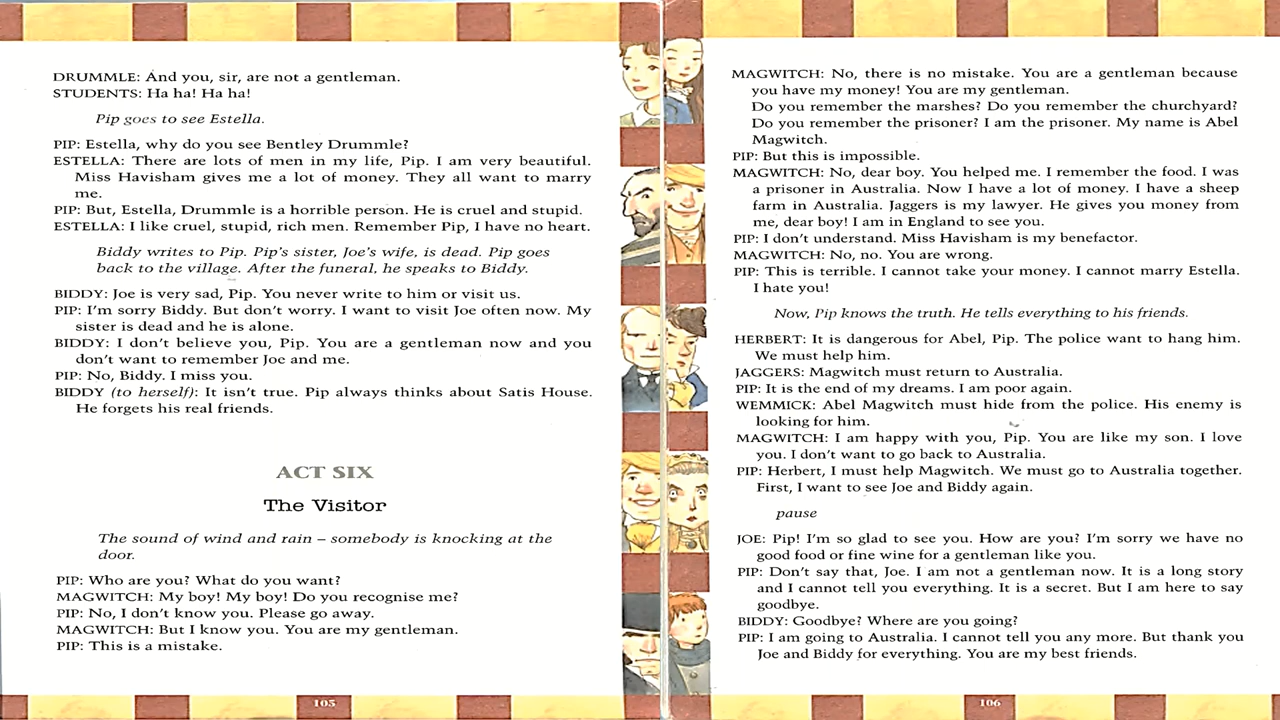 DRUMMLE: And you, sir, are not a gentleman.
STUDENTS: Ha ha! Ha ha!
Pip goes to see Estella.
PIP: Estella, why do you see Bentley Drummle?
ESTELLA: There are lots of men in my life, Pip. I am very beautiful.
Miss Havisham gives me a lot of money. They all want to marry
me.
PIP: But, Estella, Drummle is a horrible person. He is cruel and stupid.
ESTELLA: I like cruel, stupid, rich men. Remember Pip, I have no heart.
Biddy writes to Pip. Pip's sister, Joe's wife, is dead. Pip goes
back to the village. After the funeral, he speaks to Biddy.
BIDDY: Joe is very sad, Pip. You never write to him or visit us.
PIP: I'm sorry Biddy. But don't worry. I want to visit Joe often now. My
sister is dead and he is alone.
BIDDY: I don't believe you, Pip. You are a gentleman now and you
don't want to remember Joe and me.
PIP: No, Biddy. I miss you.
BIDDY (to herself): It isn't true. Pip always thinks about Satis House.
He forgets his real friends.
ACT SIX
The Visitor
The sound of wind and rain – somebody is knocking at the
door.
PIP: Who are you? What do you want?
MAGWITCH: My boy! My boy! Do you recognise me?
PIP: No, I don't know you. Please go away.
MAGWITCH: But I know you. You are my gentleman.
PIP: This is a mistake.
105
MAGWITCH: No, there is no mistake. You are a gentleman because
you have my money! You are my gentleman.
Do you remember the marshes? Do you remember the churchyard?
Do you remember the prisoner? I am the prisoner. My name is Abel
Magwitch.
PIP: But this is impossible.
MAGWITCH: No, dear boy. You helped me. I remember the food. I was
a prisoner in Australia. Now I have a lot of money. I have a sheep
farm in Australia. Jaggers is my lawyer. He gives you money from
me, dear boy! I am in England to see you.
PIP: I don't understand. Miss Havisham is my benefactor.
MAGWITCH: No, no. You are wrong.
PIP: This is terrible. I cannot take your money. I cannot marry Estella.
I hate you!
Now, Pip knows the truth. He tells everything to his friends.
HERBERT: It is dangerous for Abel, Pip. The police want to hang him.
We must help him.
JAGGERS: Magwitch must return to Australia.
PIP: It is the end of my dreams. I am poor again.
WEMMICK: Abel Magwitch must hide from the police. His enemy is
looking for him.
MAGWITCH: I am happy with you, Pip. You are like my son. I love
you. I don't want to go back to Australia.
PIP: Herbert, I must help Magwitch. We must go to Australia together.
First, I want to see Joe and Biddy again.
pause
JOE: Pip! I'm so glad to see you. How are you? I'm sorry we have no
good food or fine wine for a gentleman like you.
PIP: Don't say that, Joe. I am not a gentleman now. It is a long story
and I cannot tell you everything. It is a secret. But I am here to say
goodbye.
BIDDY: Goodbye? Where are you going?
PIP: I am going to Australia. I cannot tell you any more. But thank you
Joe and Biddy for everything. You are my best friends.
106